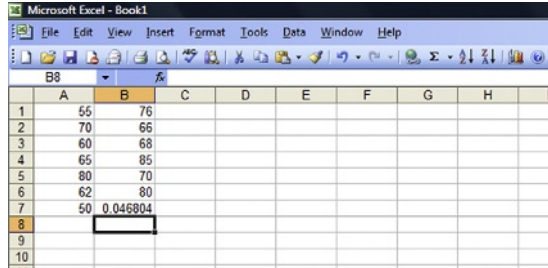 Microsoft Excel - Book1
File Edit View Insert Format Tools Data Window Help
B8 fx
A B C D E F G H
1 55 76
2 70 66
3 60 68
4 65 85
5 80 70
6 62 80
7 50 0.046804
8
9
10